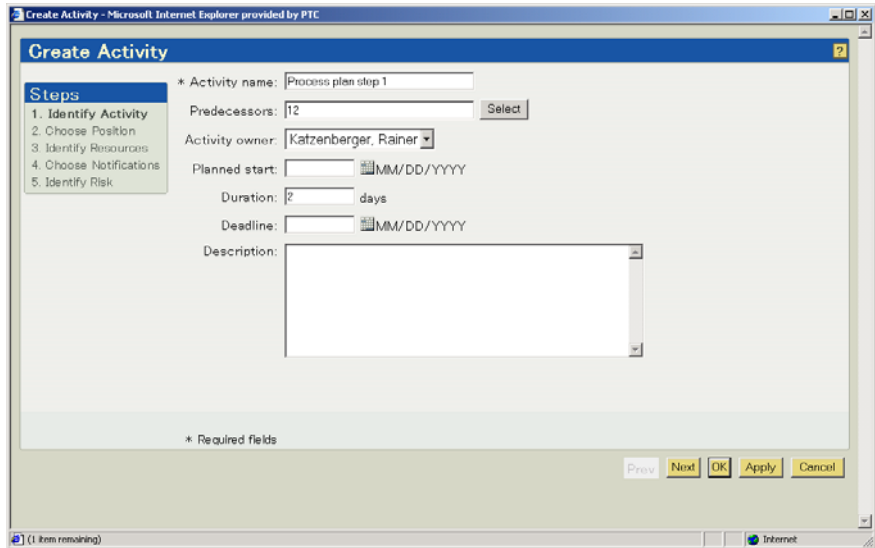 Create Activity - Microsoft Internet Explorer provided by PTC
Create Activity
?
Steps
1. Identify Activity
2. Choose Position
3. Identify Resources
4. Choose Notifications
5. Identify Risk
* Activity name: Process plan step 1
Predecessors: 12 Select
Activity owner: Katzenberger, Rainer
Planned start: MM/DD/YYYY
Duration: 2 days
Deadline: MM/DD/YYYY
Description:
* Required fields
Prev Next OK Apply Cancel
(1 item remaining) Internet